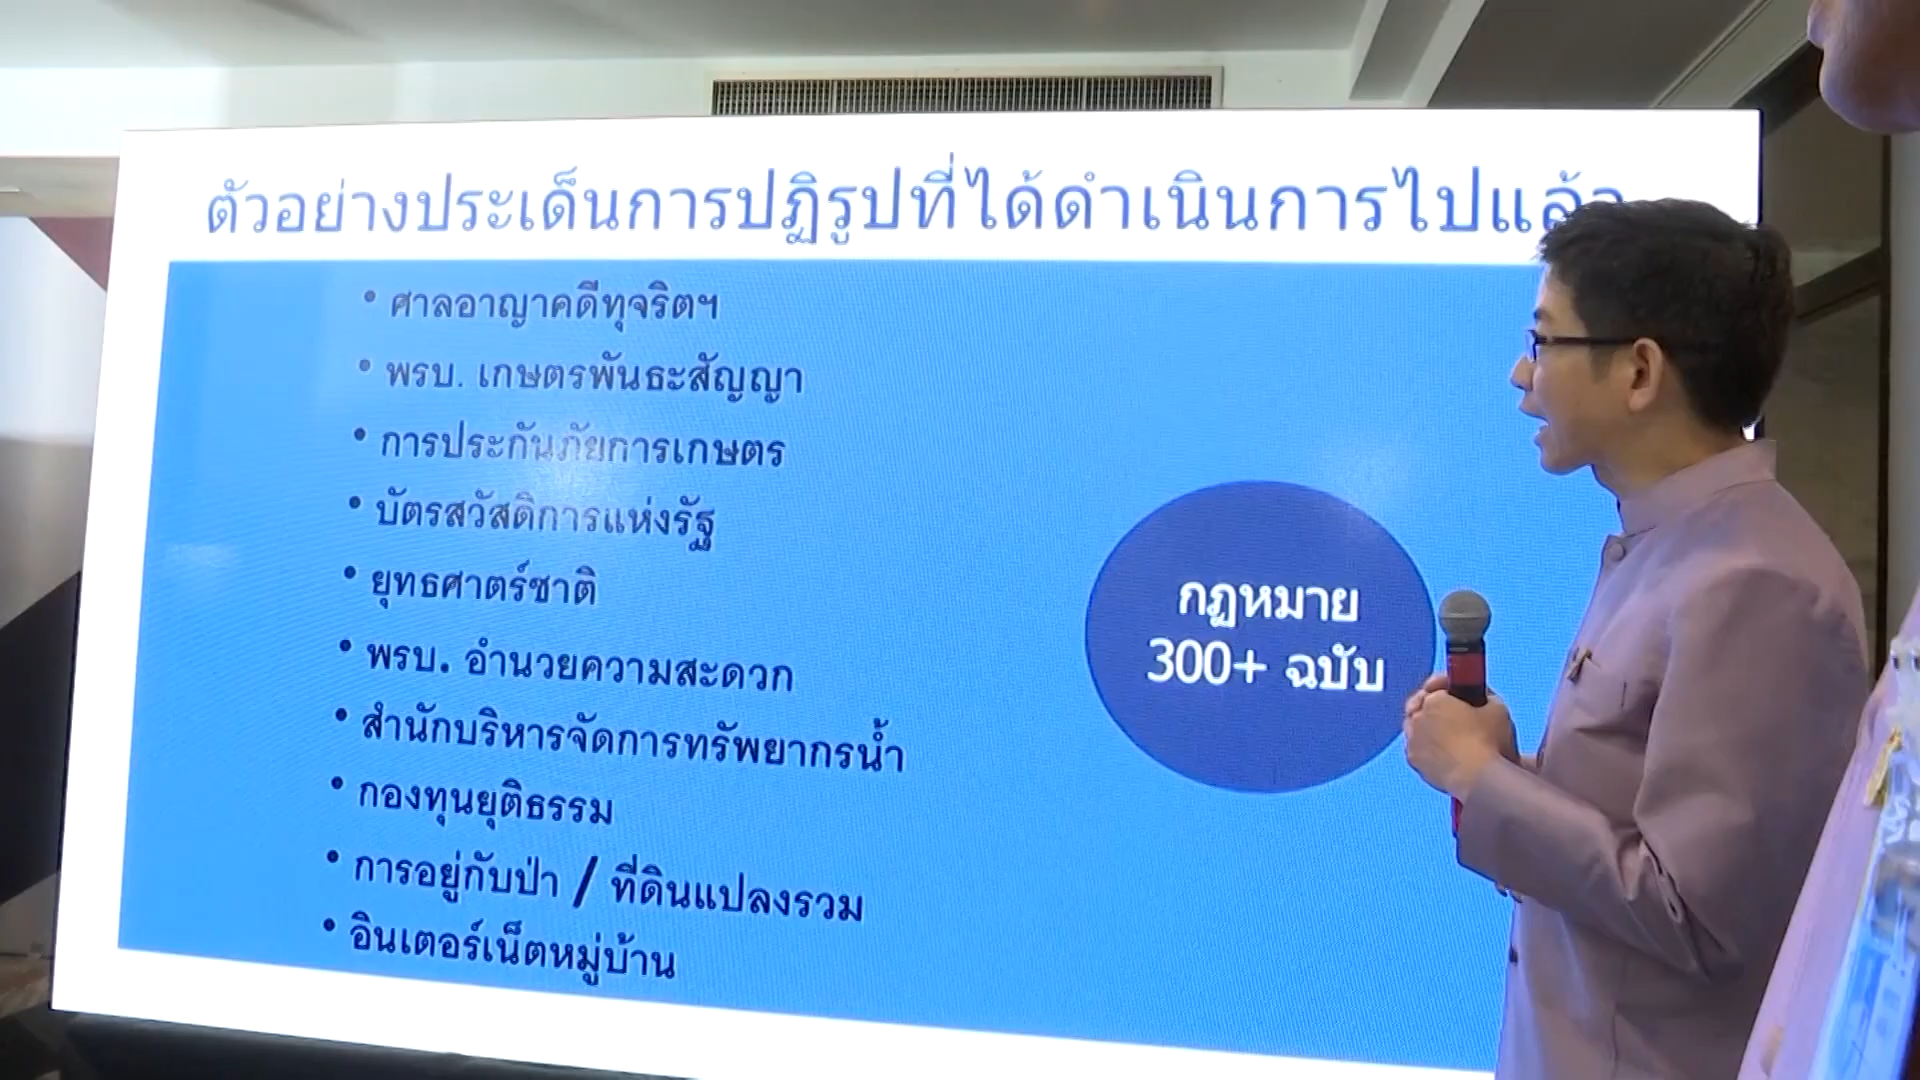 ตัวอย่างประเด็นการปฏิรูปที่ได้ดำเนินการไปแล้ว
• ศาลอาญาคดีทุจริตฯ
• พรบ. เกษตรพันธะสัญญา
• การประกันภัยการเกษตร
• บัตรสวัสดิการแห่งรัฐ
• ยุทธศาตร์ชาติ
• พรบ. อำนวยความสะดวก
• สำนักบริหารจัดการทรัพยากรน้ำ
• กองทุนยุติธรรม
• การอยู่กับป่า / ที่ดินแปลงรวม
• อินเตอร์เน็ตหมู่บ้าน
กฎหมาย
300+ ฉบับ